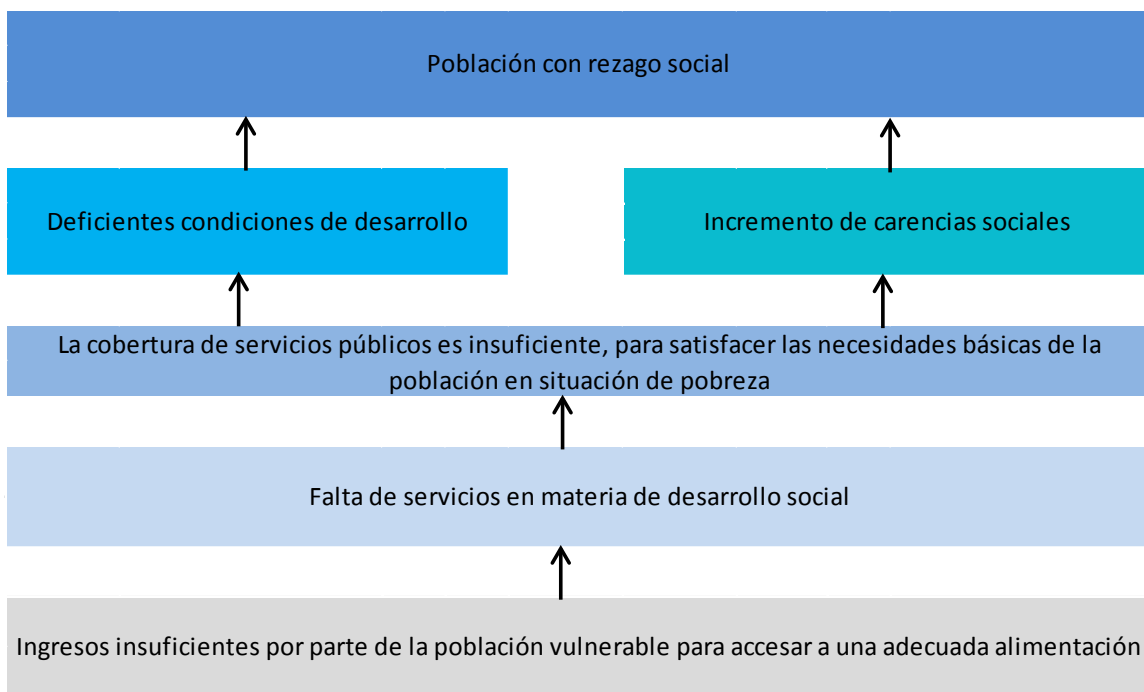 Población con rezago social
Deficientes condiciones de desarrollo
Incremento de carencias sociales
La cobertura de servicios públicos es insuficiente, para satisfacer las necesidades básicas de la
población en situación de pobreza
Falta de servicios en materia de desarrollo social
Ingresos insuficientes por parte de la población vulnerable para accesar a una adecuada alimentación